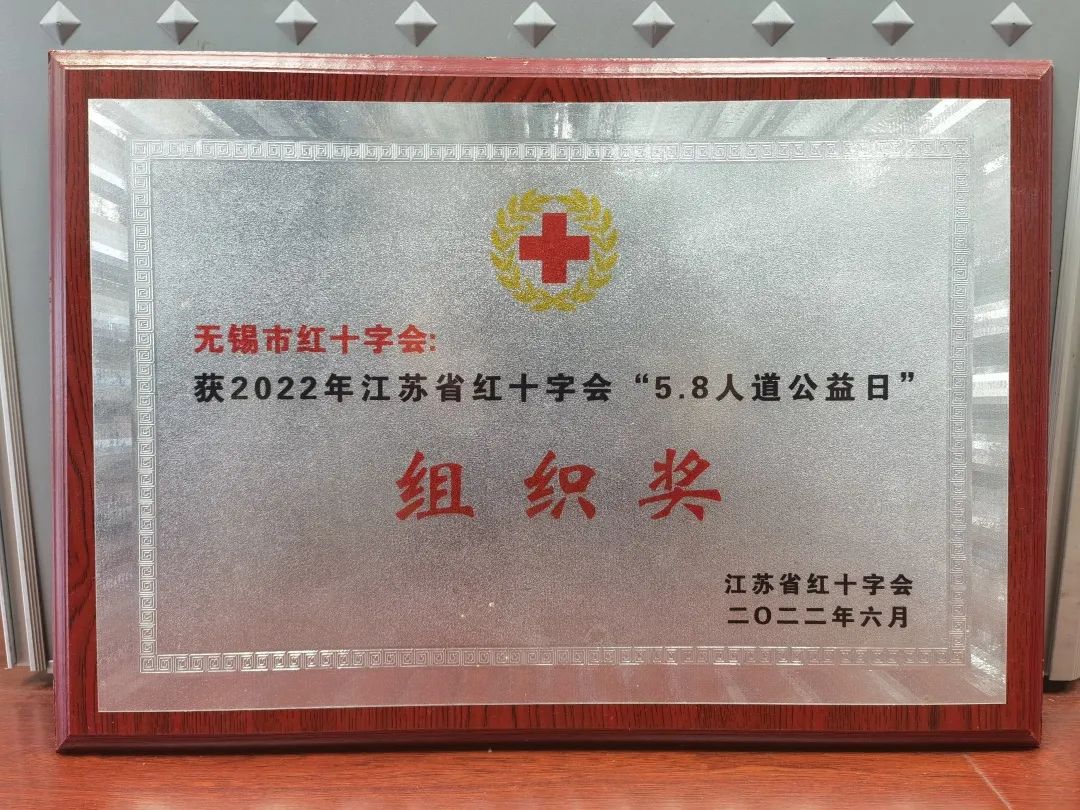 无锡市红十字会:
获2022年江苏省红十字会“5.8人道公益日”
组织奖
江苏省红十字会
二〇二二年六月